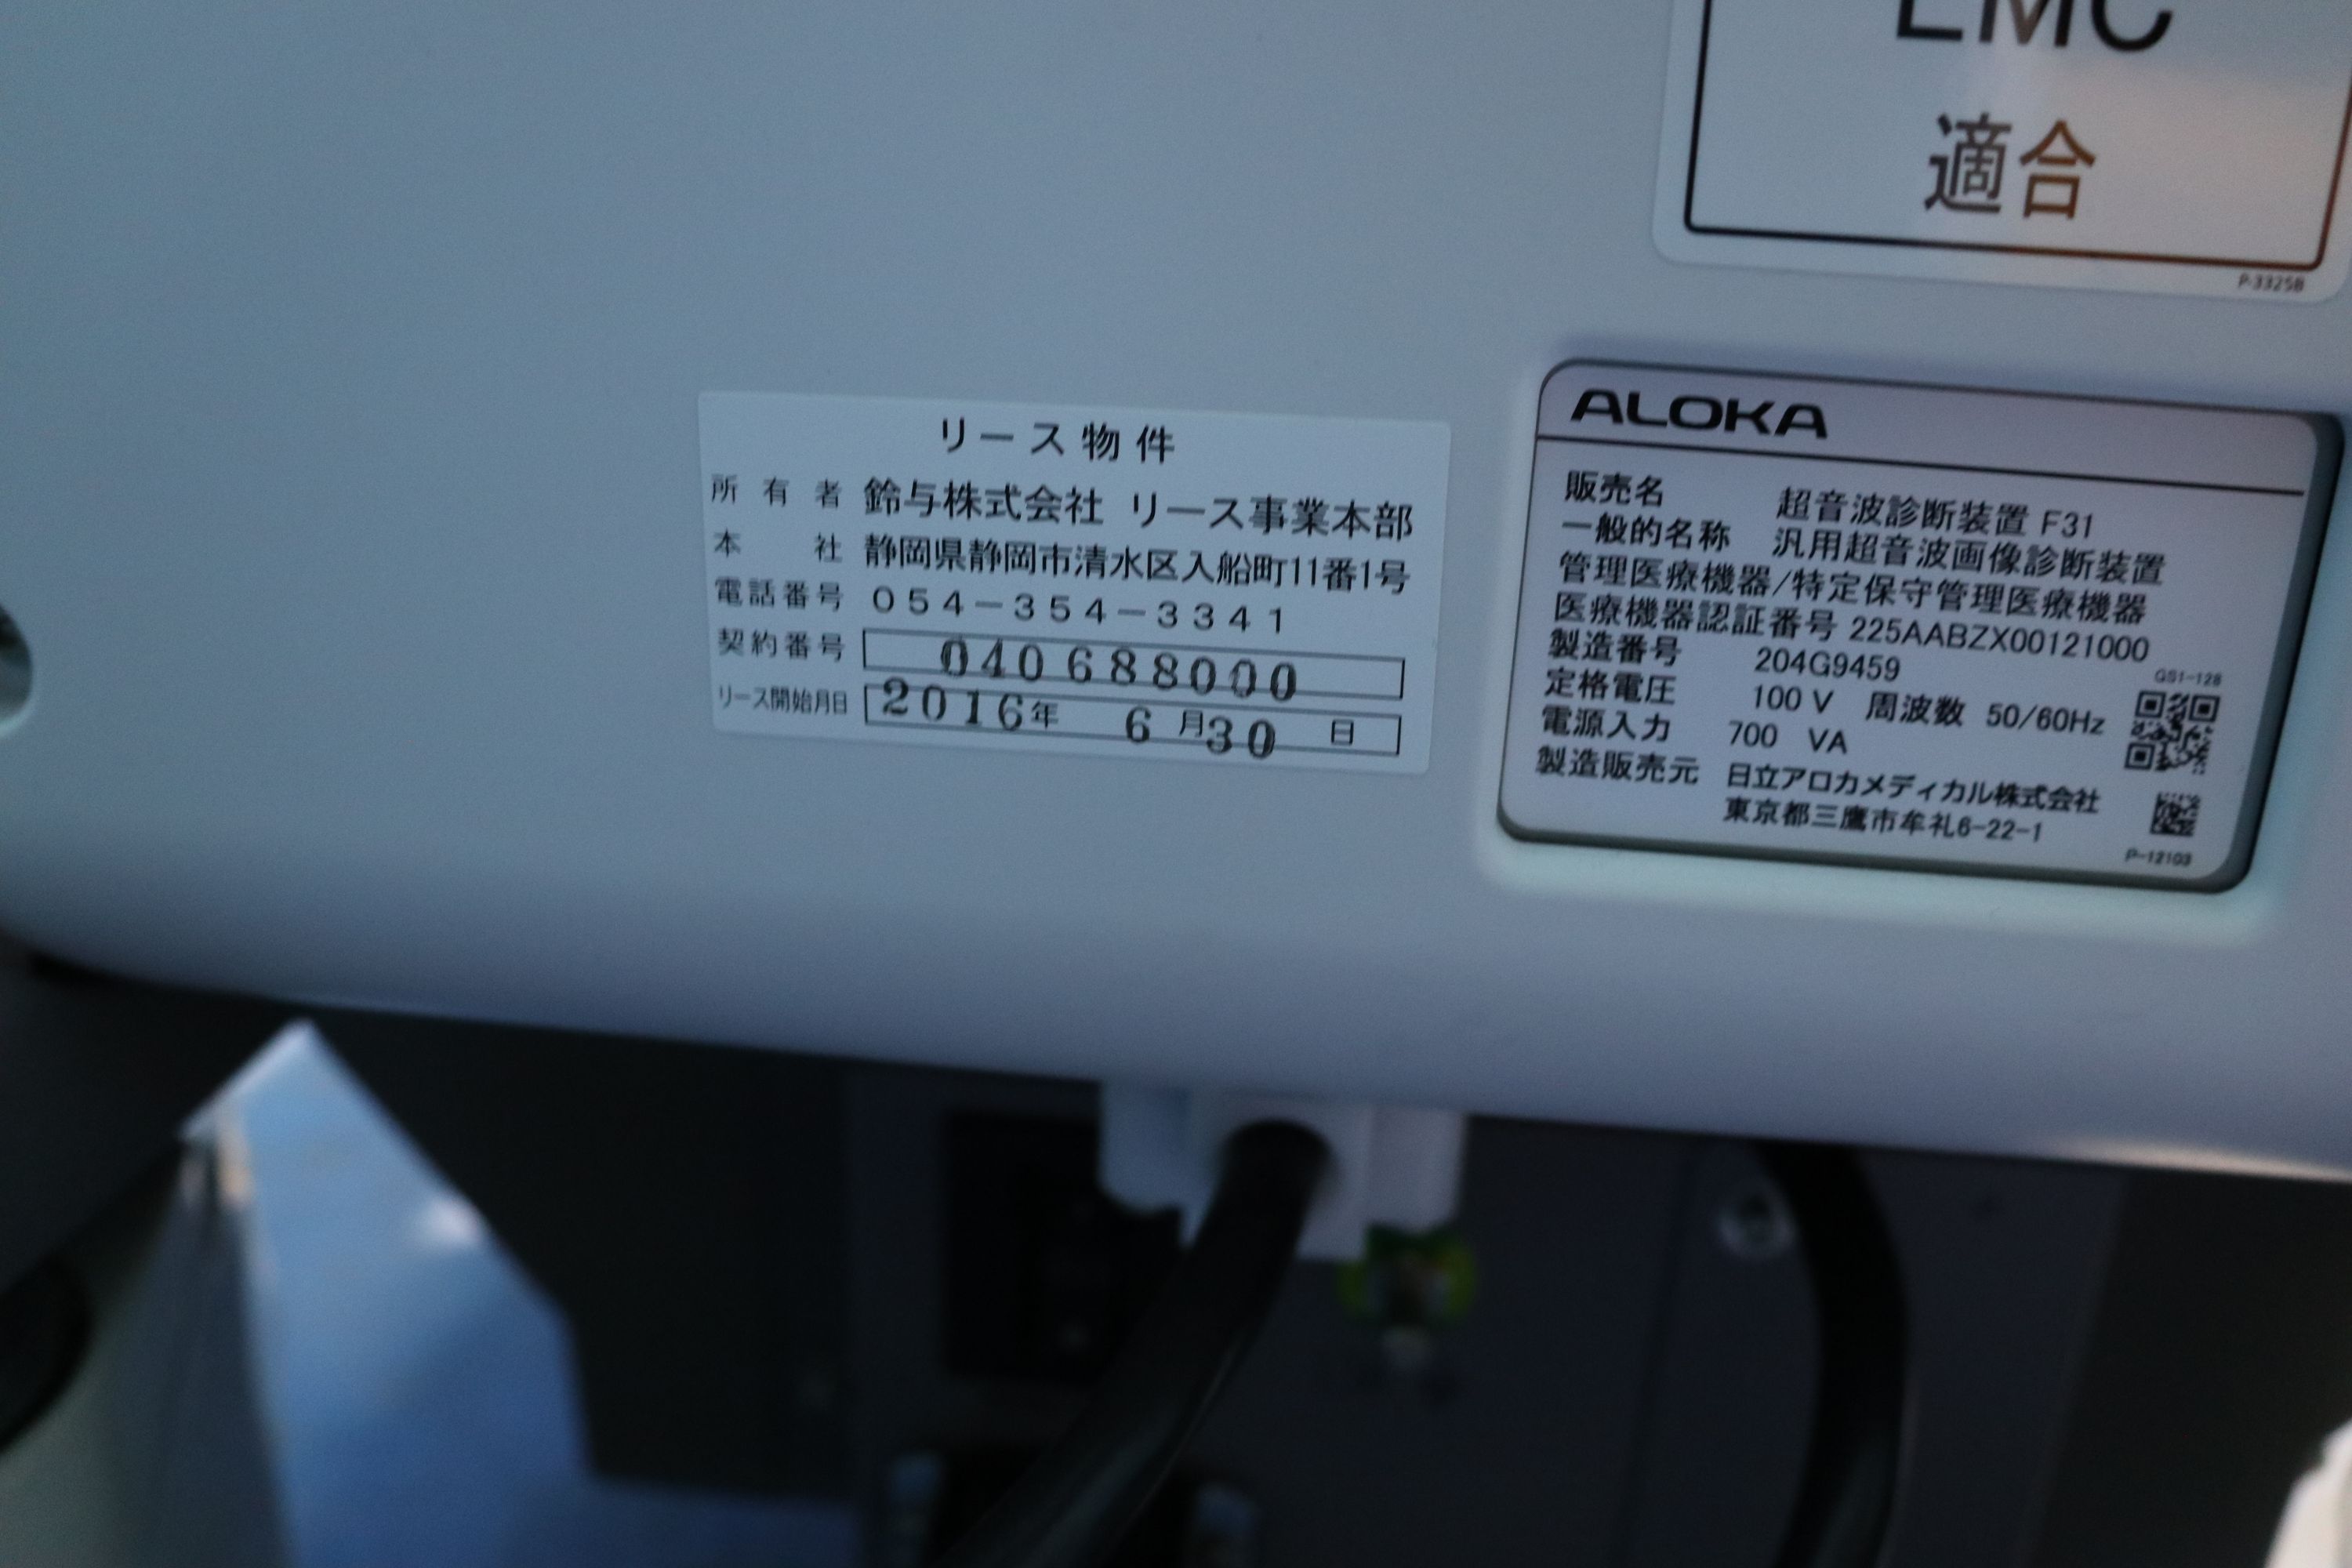 EMC
適合
P-3325B
リース物件
所有者 鈴与株式会社 リース事業本部
本社 静岡県静岡市清水区入船町11番1号
電話番号 054-354-3341
契約番号 040688000
リース開始月日 2016年 6月30日
ALOKA
販売名 超音波診断装置 F31
一般的名称 汎用超音波画像診断装置
管理医療機器/特定保守管理医療機器
医療機器認証番号 225AABZX00121000
製造番号 204G9459
定格電圧 100 V 周波数 50/60Hz
電源入力 700 VA
製造販売元 日立アロカメディカル株式会社
東京都三鷹市牟礼6-22-1
GS1-128
P-12103